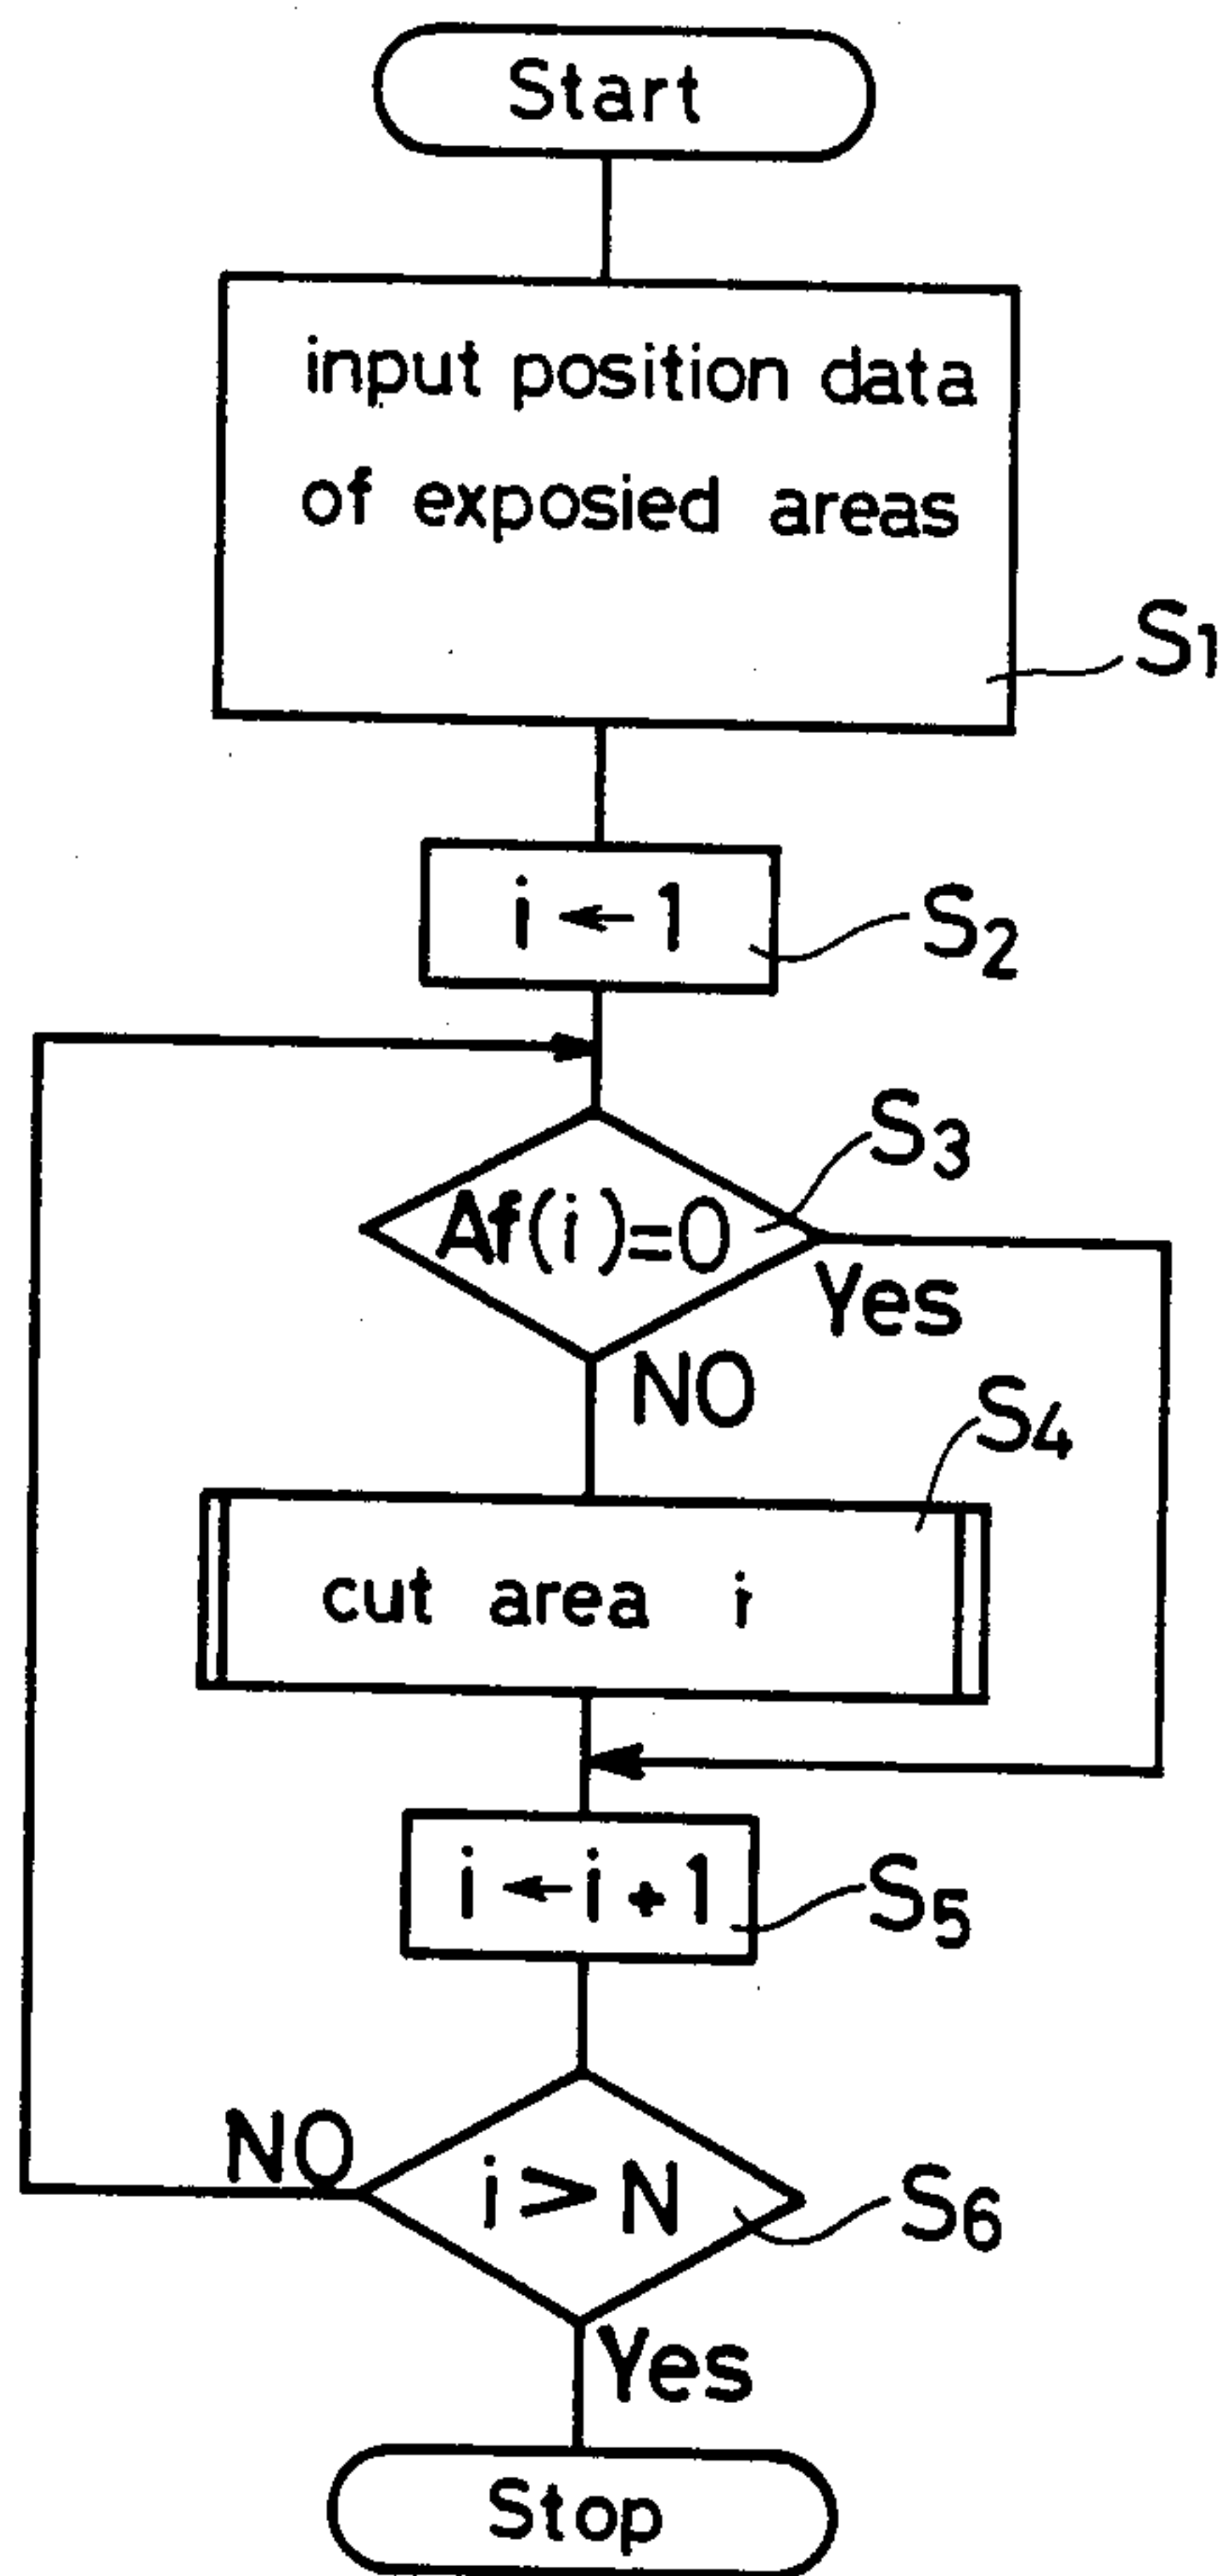 Start
input position data
of exposied areas
S1
i ← 1
S2
S3
Af(i)=0
Yes
NO
S4
cut area i
i ← i + 1
S5
NO
i > N
S6
Yes
Stop